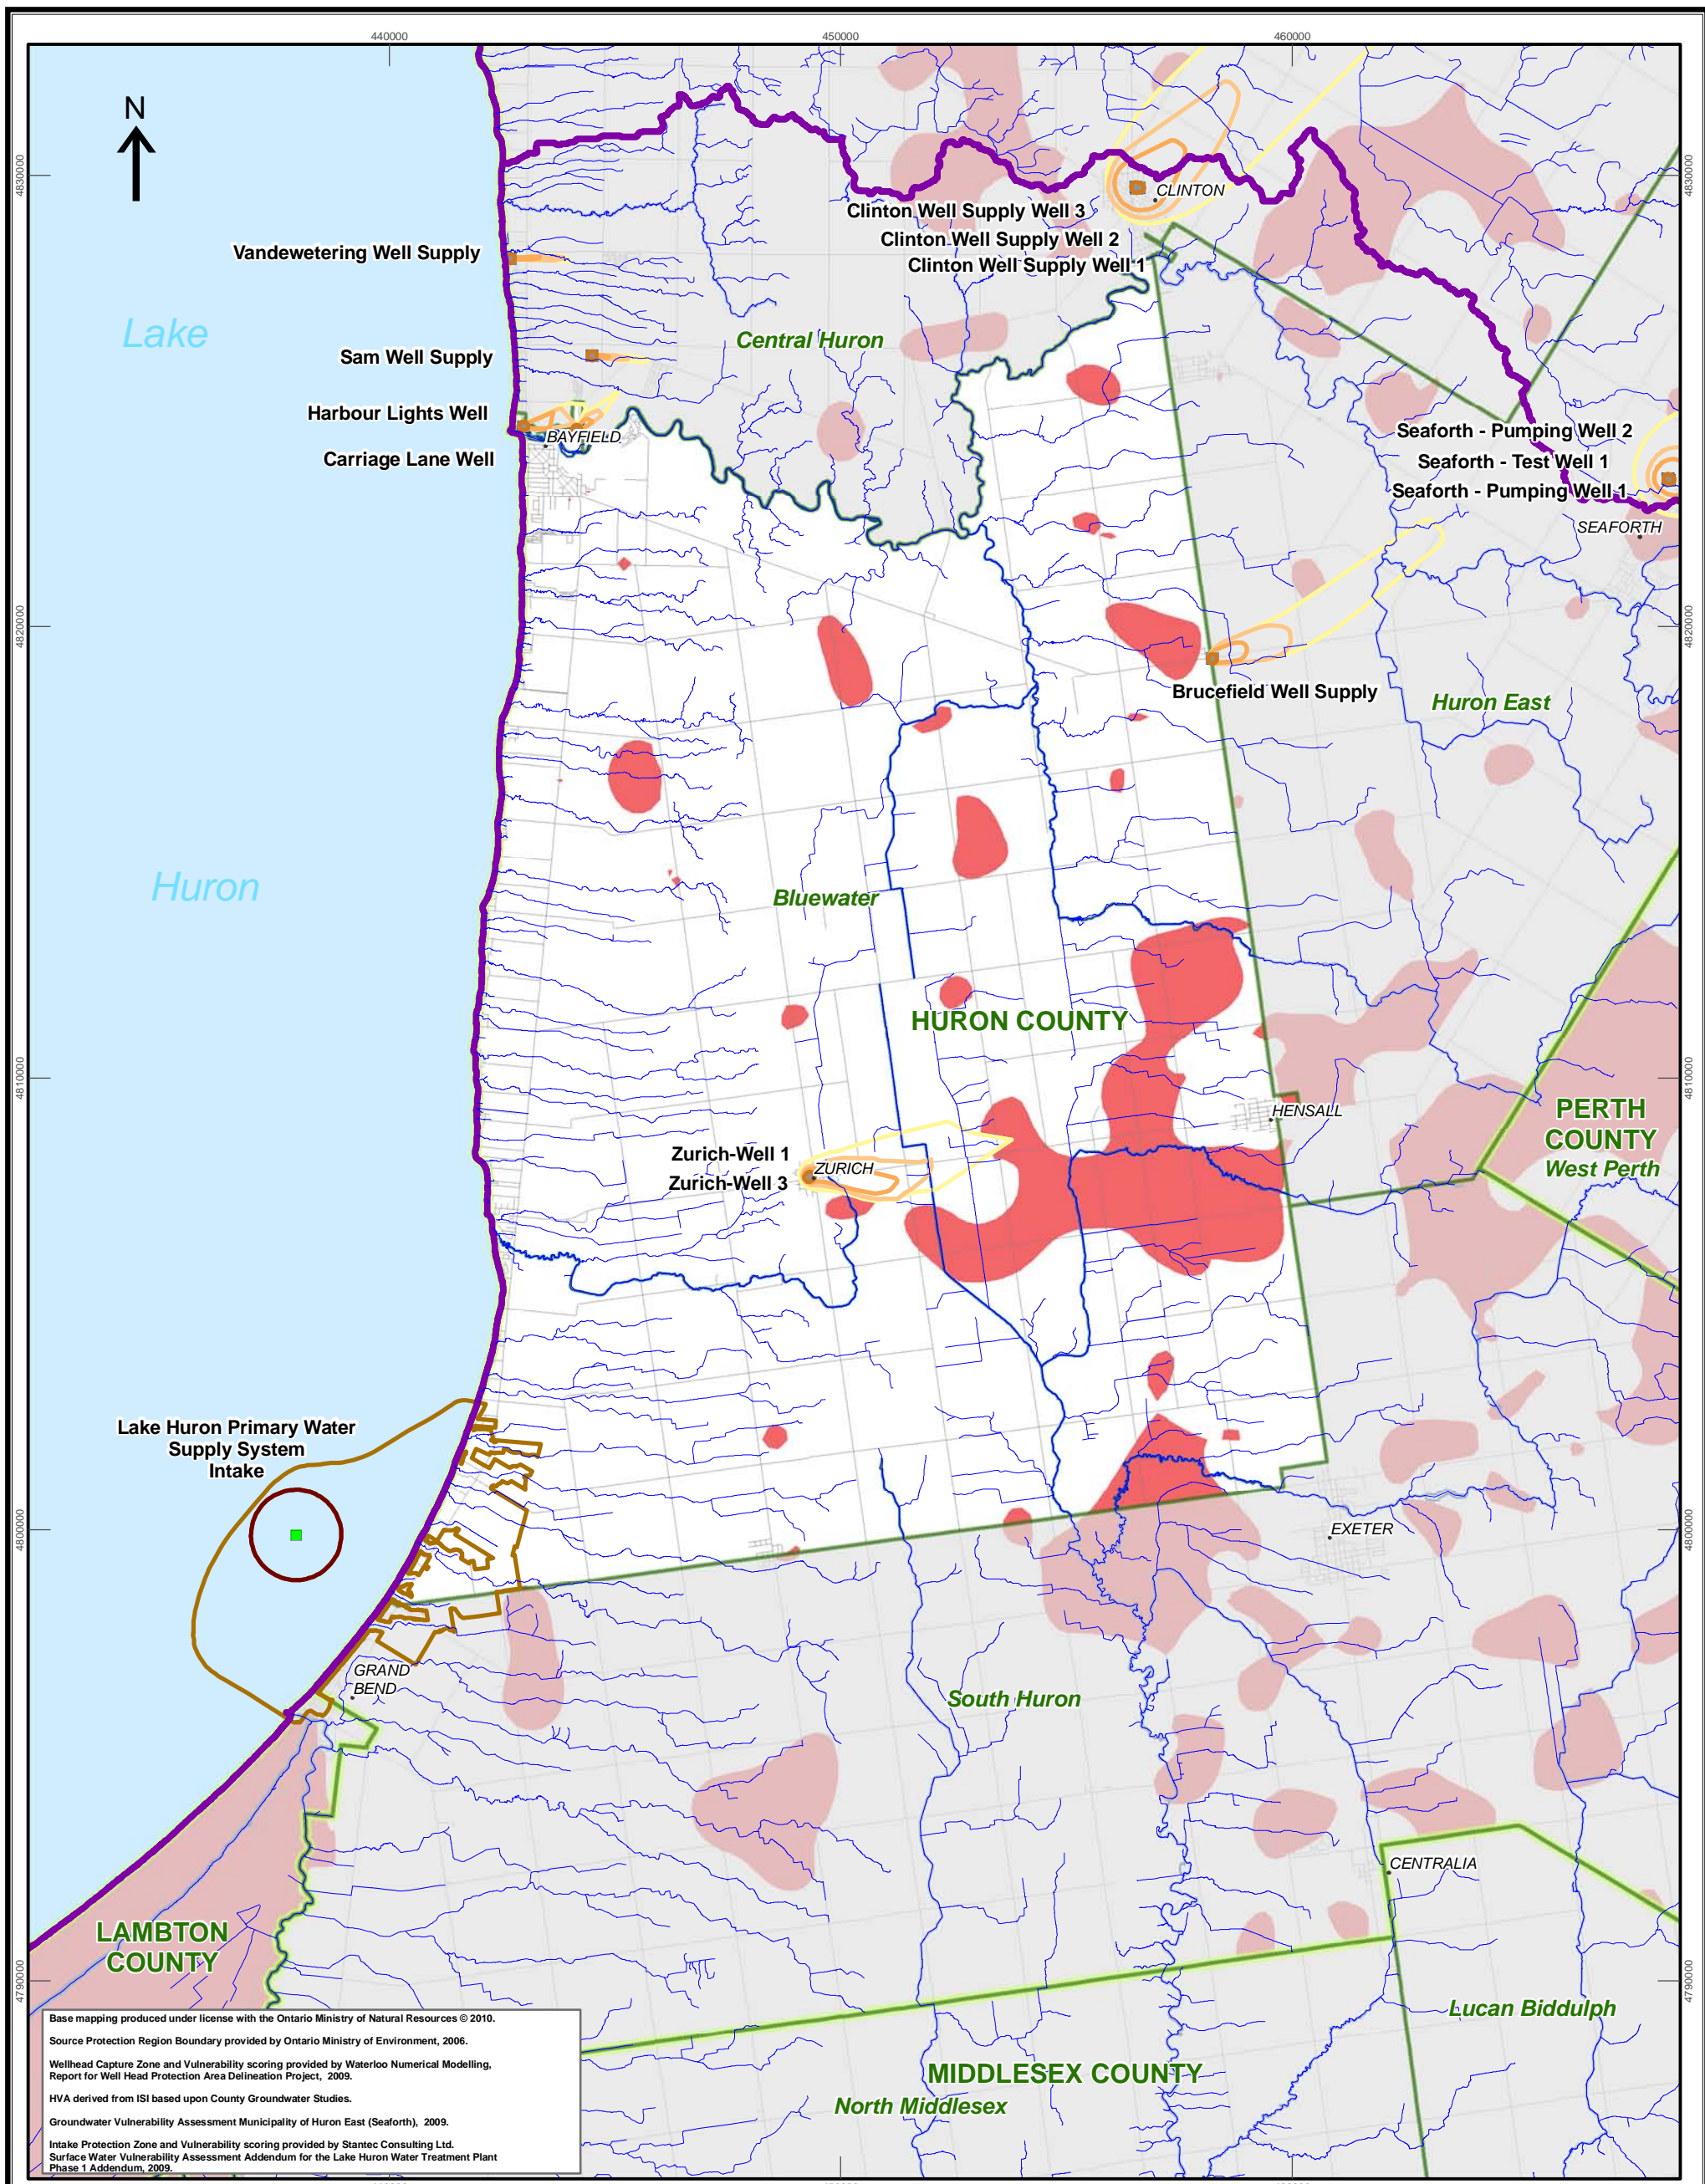 440000
450000
460000
N
4830000
4830000
CLINTON
Clinton Well Supply Well 3
Clinton Well Supply Well 2
Clinton Well Supply Well 1
Vandewetering Well Supply
Lake
Central Huron
Sam Well Supply
Harbour Lights Well
BAYFIELD
Carriage Lane Well
Seaforth - Pumping Well 2
Seaforth - Test Well 1
Seaforth - Pumping Well 1
SEAFORTH
4820000
4820000
Brucefield Well Supply
Huron East
Huron
Bluewater
HURON COUNTY
4810000
4810000
HENSALL
PERTH
COUNTY
West Perth
Zurich-Well 1
ZURICH
Zurich-Well 3
Lake Huron Primary Water
Supply System
Intake
4800000
4800000
EXETER
GRAND
BEND
South Huron
CENTRALIA
LAMBTON
COUNTY
4790000
4790000
Lucan Biddulph
MIDDLESEX COUNTY
North Middlesex
Base mapping produced under license with the Ontario Ministry of Natural Resources © 2010.
Source Protection Region Boundary provided by Ontario Ministry of Environment, 2006.
Wellhead Capture Zone and Vulnerability scoring provided by Waterloo Numerical Modelling,
Report for Well Head Protection Area Delineation Project, 2009.
HVA derived from ISI based upon County Groundwater Studies.
Groundwater Vulnerability Assessment Municipality of Huron East (Seaforth), 2009.
Intake Protection Zone and Vulnerability scoring provided by Stantec Consulting Ltd.
Surface Water Vulnerability Assessment Addendum for the Lake Huron Water Treatment Plant
Phase 1 Addendum, 2009.